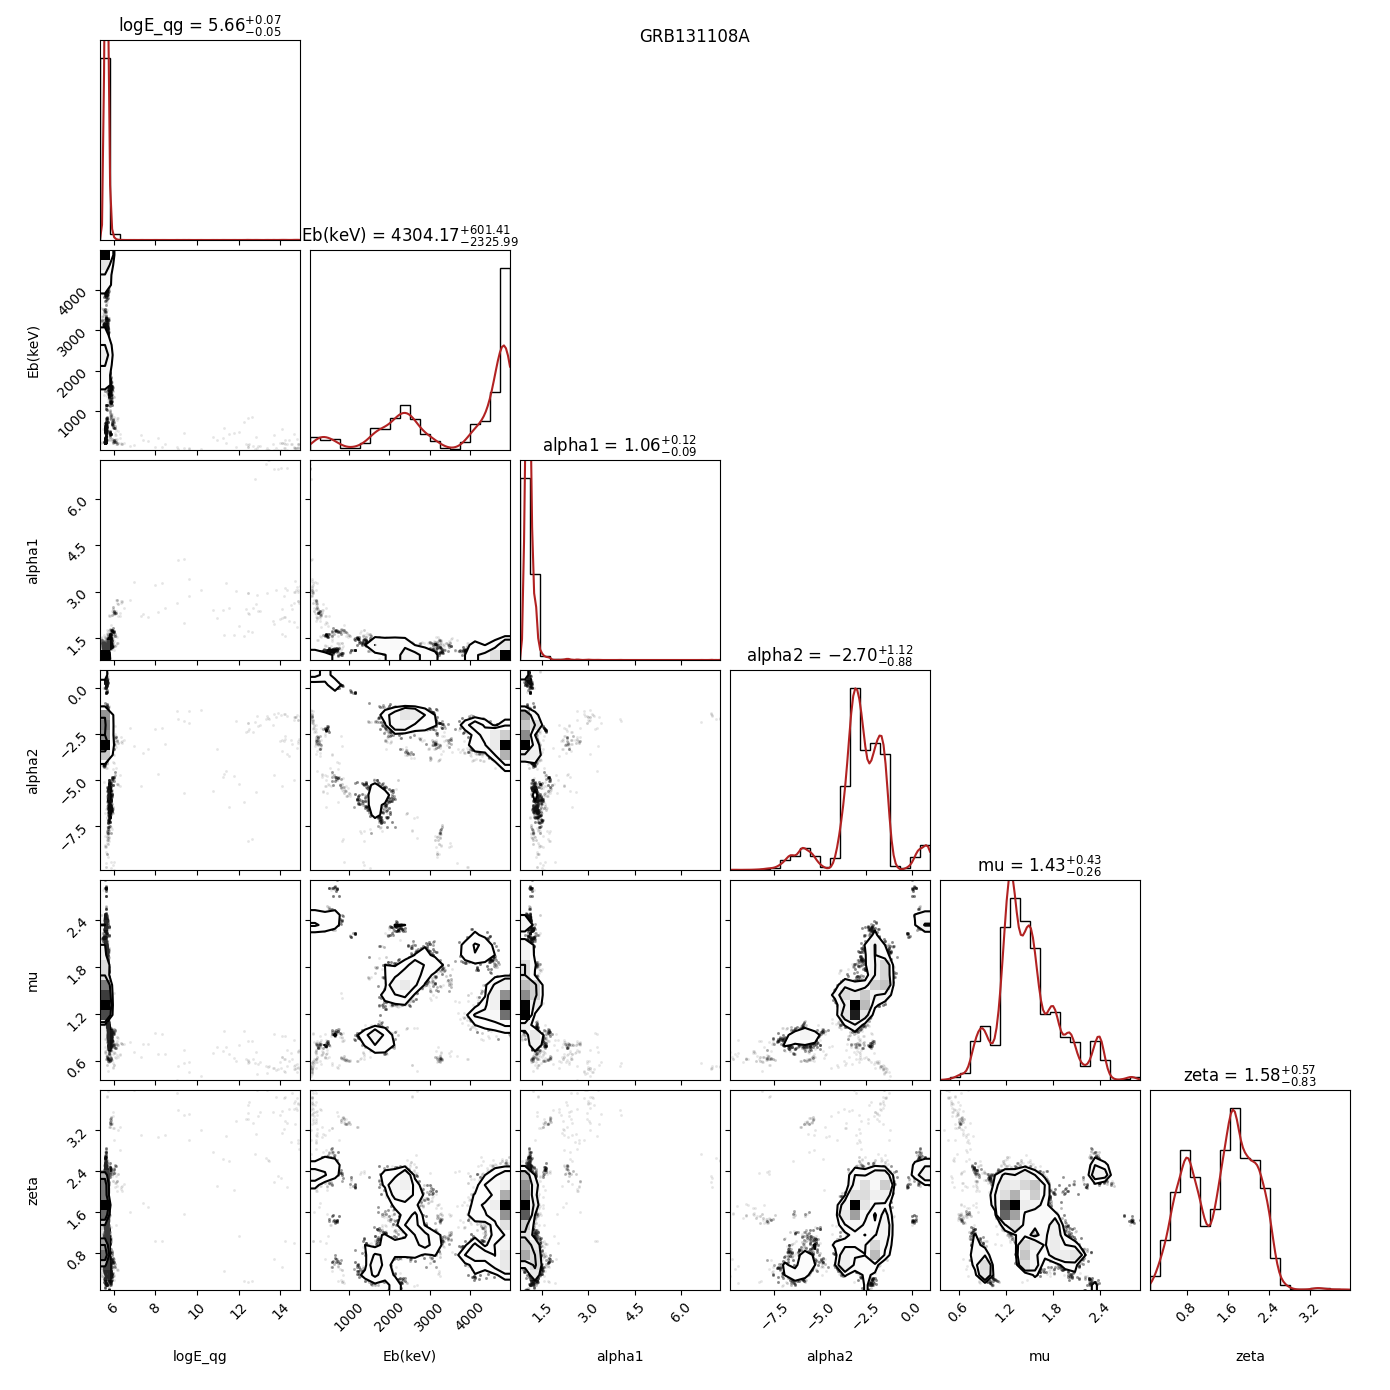 GRB131108A
logE_qg = 5.66+0.07 −0.05
Eb(keV) = 4304.17+601.41 −2325.99
Eb(keV)
4000
3000
2000
1000
alpha1 = 1.06+0.12 −0.09
alpha1
6.0
4.5
3.0
1.5
alpha2 = −2.70+1.12 −0.88
alpha2
0.0
−2.5
−5.0
−7.5
mu = 1.43+0.43 −0.26
mu
2.4
1.8
1.2
0.6
zeta = 1.58+0.57 −0.83
zeta
3.2
2.4
1.6
0.8
6 8 10 12 14
1000 2000 3000 4000
1.5 3.0 4.5 6.0
−7.5 −5.0 −2.5 0.0
0.6 1.2 1.8 2.4
0.8 1.6 2.4 3.2
logE_qg Eb(keV) alpha1 alpha2 mu zeta